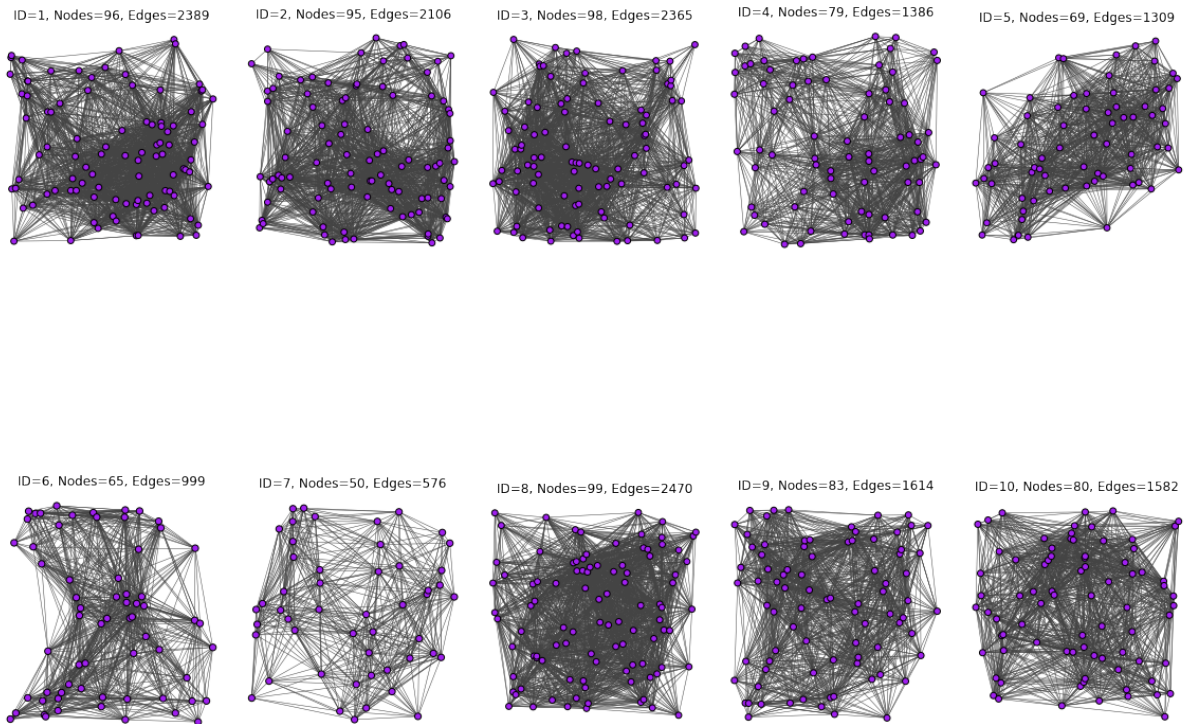 ID=1, Nodes=96, Edges=2389
ID=2, Nodes=95, Edges=2106
ID=3, Nodes=98, Edges=2365
ID=4, Nodes=79, Edges=1386
ID=5, Nodes=69, Edges=1309
ID=6, Nodes=65, Edges=999
ID=7, Nodes=50, Edges=576
ID=8, Nodes=99, Edges=2470
ID=9, Nodes=83, Edges=1614
ID=10, Nodes=80, Edges=1582